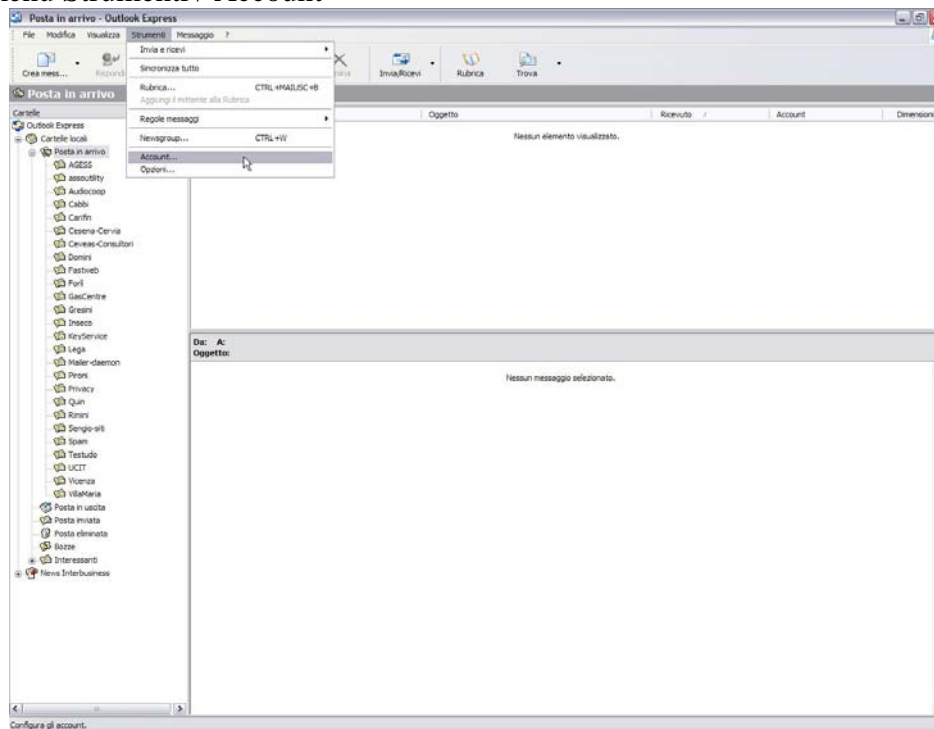 menu Strumenti / Account
Posta in arrivo - Outlook Express
File Modifica Visualizza Strumenti Messaggio ?
Crea mess... Rispondi Invia/Ricevi Rubrica Trova
Invia e ricevi
Sincronizza tutto
Rubrica... CTRL+MAIUSC+B
Aggiungi il mittente alla Rubrica
Regole messaggi
Newsgroup... CTRL+W
Account...
Opzioni...
Posta in arrivo
Cartelle
Oggetto Ricevuto Account Dimensioni
Nessun elemento visualizzato.
Outlook Express
Cartelle locali
Posta in arrivo
AGESS
assoutility
Audiocoop
Cabbi
Carifin
Cesena-Cervia
Ceveas-Consultori
Domini
Fastweb
Forlì
GasCentre
Gresini
Inseco
KeyService
Lega
Mailer-daemon
Pironi
Privacy
Quin
Rimini
Sergio-siti
Spam
Testudo
UCIT
Vicenza
VillaMaria
Posta in uscita
Posta inviata
Posta eliminata
Bozze
Interessanti
News Interbusiness
Da: A:
Oggetto:
Nessun messaggio selezionato.
Configura gli account.